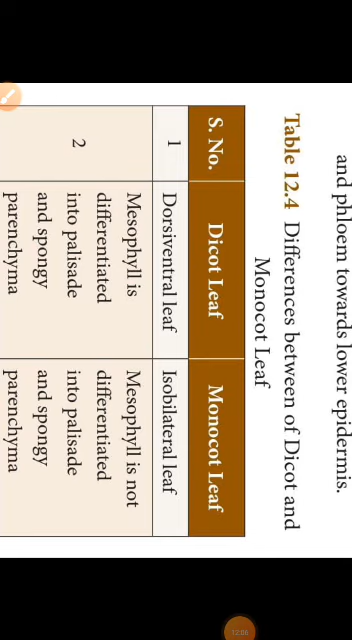 and phloem towards lower epidermis.
Table 12.4 Differences between of Dicot and
Monocot Leaf
S. No. Dicot Leaf Monocot Leaf
1 Dorsiventral leaf Isobilateral leaf
2 Mesophyll is Mesophyll is not
differentiated differentiated
into palisade into palisade
and spongy and spongy
parenchyma parenchyma
12:06